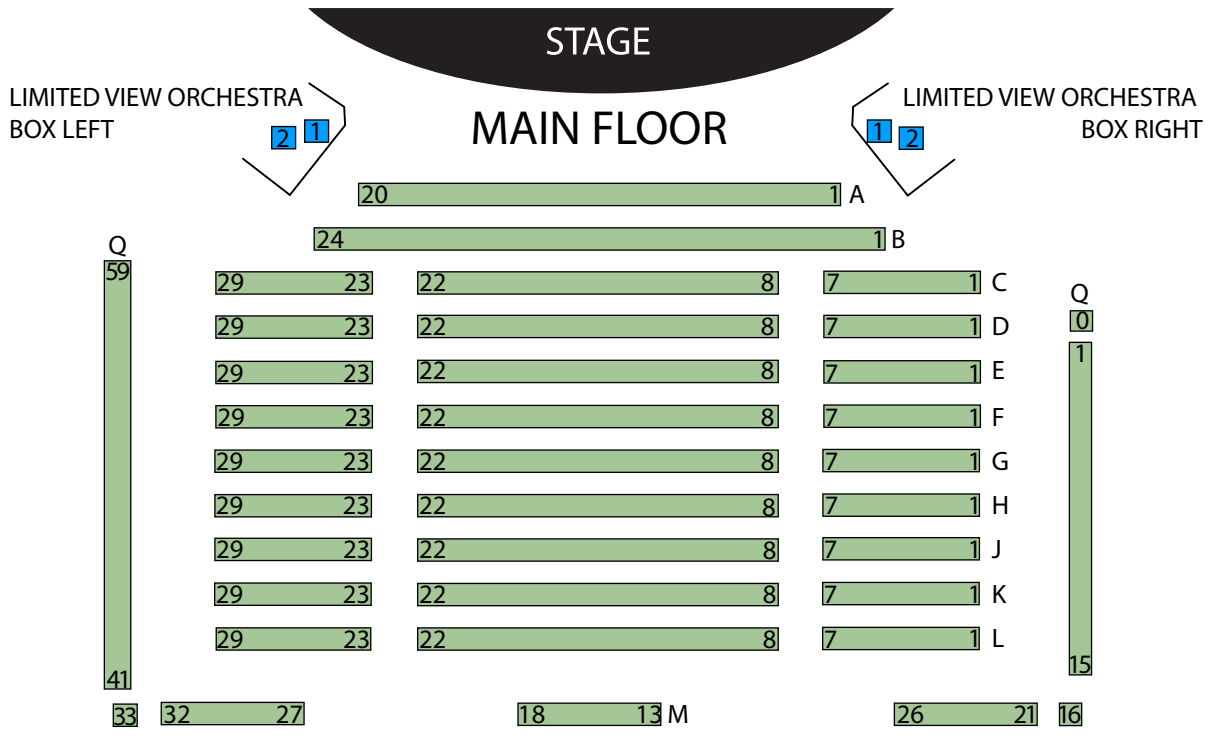 STAGE
LIMITED VIEW ORCHESTRA
BOX LEFT
2 1
MAIN FLOOR
LIMITED VIEW ORCHESTRA
BOX RIGHT
1 2
20 1 A
24 1 B
Q
59
41
29 23 22 8 7 1 C
29 23 22 8 7 1 D
29 23 22 8 7 1 E
29 23 22 8 7 1 F
29 23 22 8 7 1 G
29 23 22 8 7 1 H
29 23 22 8 7 1 J
29 23 22 8 7 1 K
29 23 22 8 7 1 L
Q
0
1
15
33 32 27 18 13 M 26 21 16